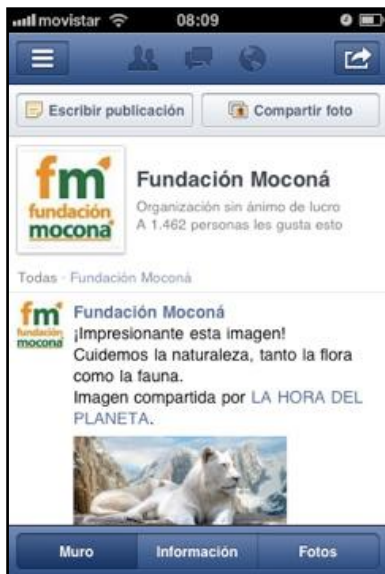 movistar 08:09
Escribir publicación Compartir foto
fm
fundación
mocona
Fundación Moconá
Organización sin ánimo de lucro
A 1.462 personas les gusta esto
Todas · Fundación Moconá
fm
fundación
mocona
Fundación Moconá
¡Impresionante esta imagen!
Cuidemos la naturaleza, tanto la flora
como la fauna.
Imagen compartida por LA HORA DEL
PLANETA.
Muro Información Fotos